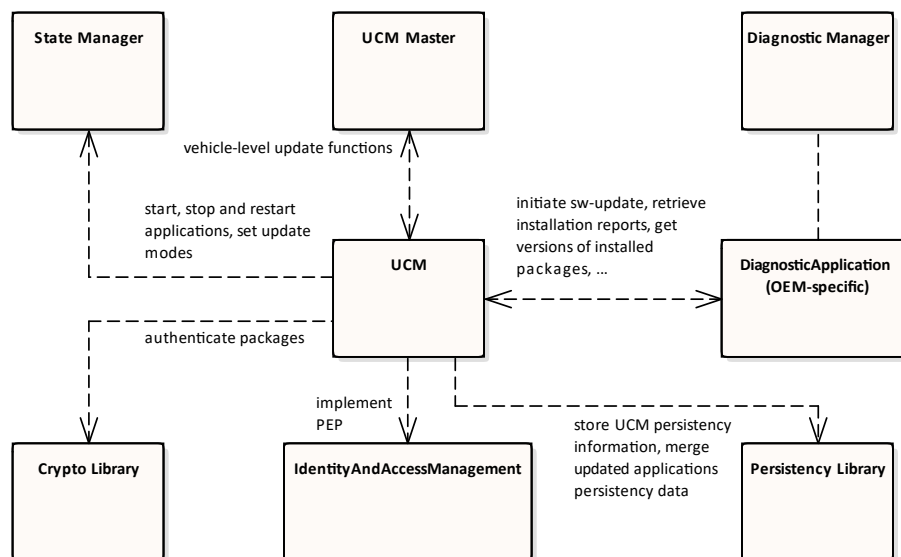 State Manager
UCM Master
Diagnostic Manager
vehicle-level update functions
start, stop and restart
applications, set update
modes
initiate sw-update, retrieve
installation reports, get
versions of installed
packages, ...
UCM
DiagnosticApplication
(OEM-specific)
authenticate packages
implement
PEP
store UCM persistency
information, merge
updated applications
persistency data
Crypto Library
IdentityAndAccessManagement
Persistency Library